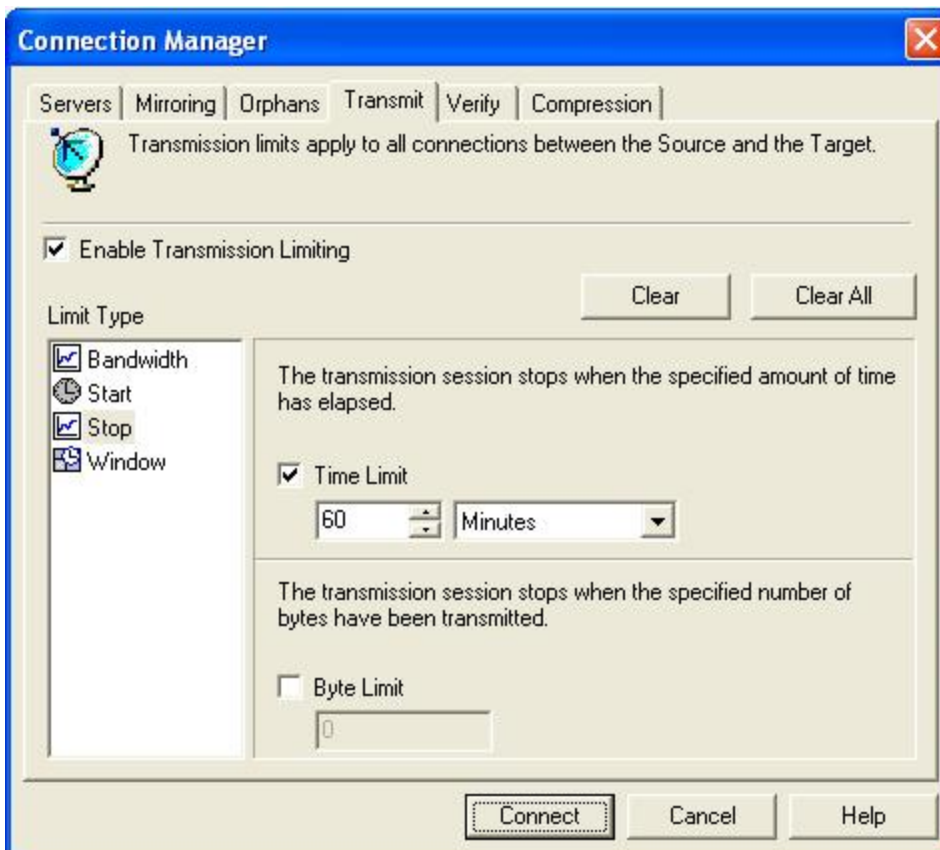 Connection Manager
Servers
Mirroring
Orphans
Transmit
Verify
Compression
Transmission limits apply to all connections between the Source and the Target.
Enable Transmission Limiting
Clear
Clear All
Limit Type
Bandwidth
Start
Stop
Window
The transmission session stops when the specified amount of time
has elapsed.
Time Limit
60
Minutes
The transmission session stops when the specified number of
bytes have been transmitted.
Byte Limit
0
Connect
Cancel
Help